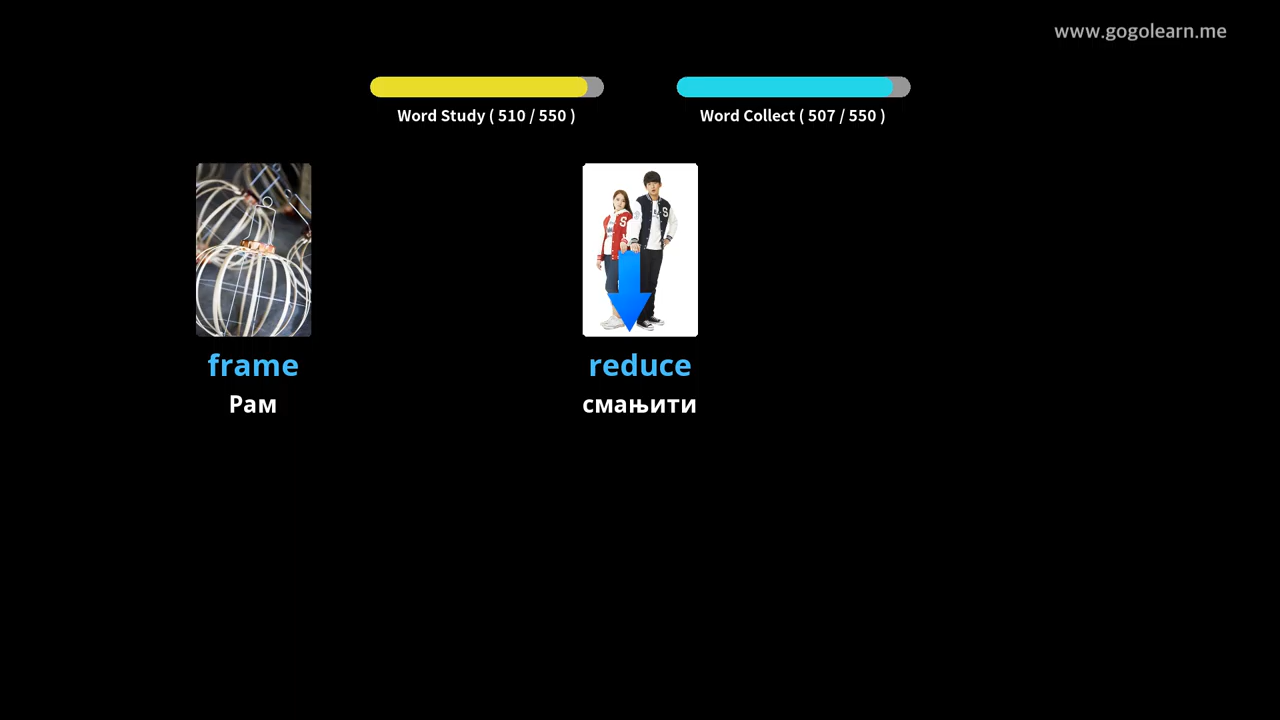 www.gogolearn.me
Word Study ( 510 / 550 )
Word Collect ( 507 / 550 )
S
S
frame
reduce
Рам
смањити